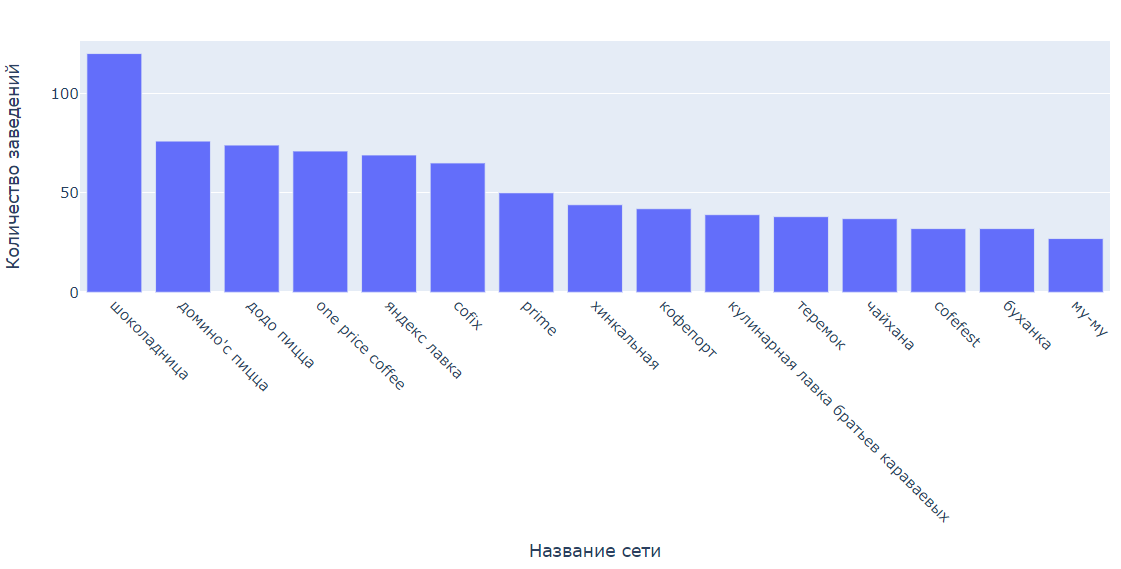 Количество заведений
100
50
0
шоколадница
домино'с пицца
додо пицца
one price coffee
яндекс лавка
cofix
prime
хинкальная
кофепорт
кулинарная лавка братьев караваевых
теремок
чайхана
cofefest
буханка
му-му
Название сети